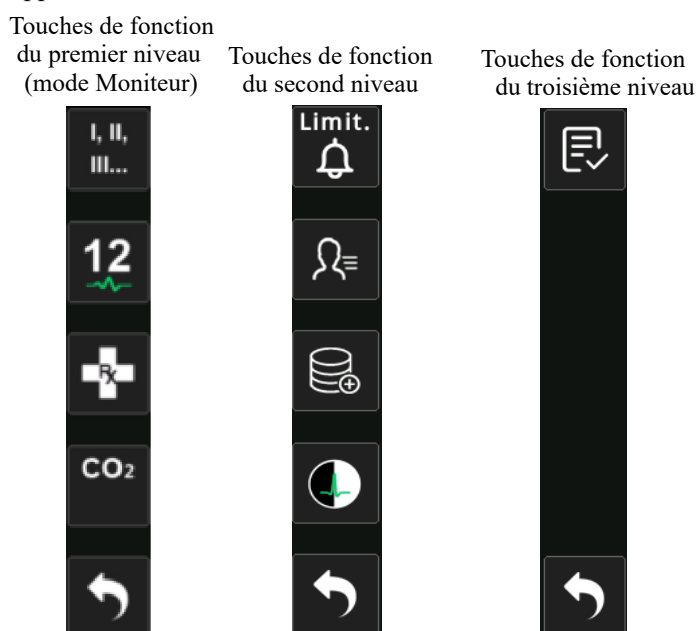 Touches de fonction
du premier niveau
(mode Moniteur)
Touches de fonction
du second niveau
Touches de fonction
du troisième niveau
I, II,
III...
12
Rx
CO₂
Limit.